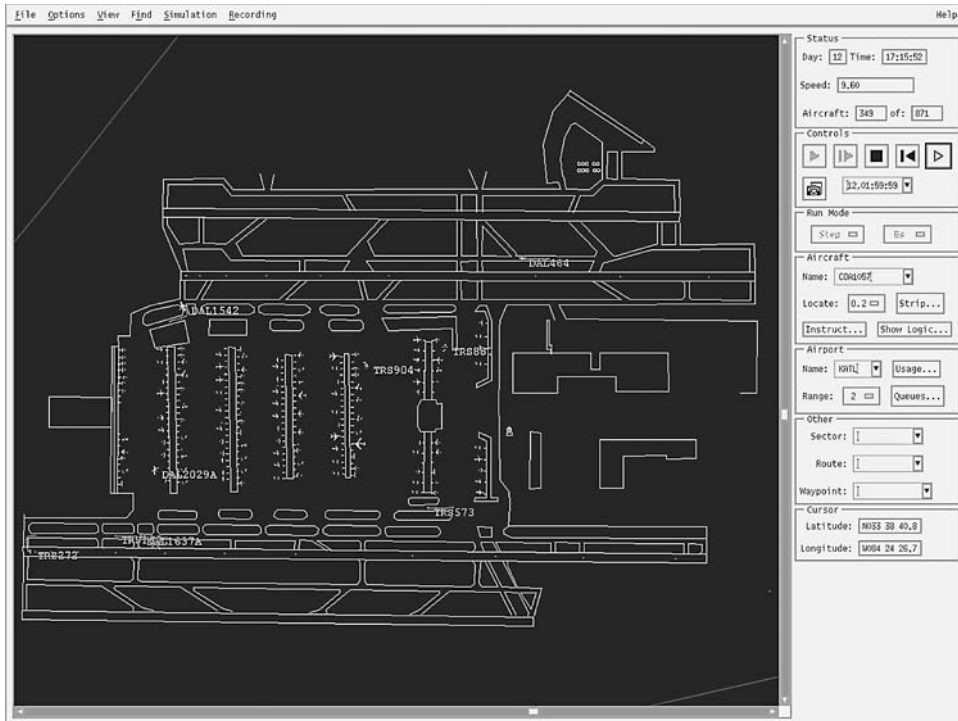 File Options View Find Simulation Recording Help
Status
Day: 12 Time: 17:15:52
Speed: 9.60
Aircraft: 349 of: 871
Controls
12,01:59:59
Run Mode
Step 8s
Aircraft
Name: COA1057
Locate: 0.2 Strip...
Instruct... Show Logic...
Airport
Name: KATL Usage...
Range: 2 Queues...
Other
Sector:
Route:
Waypoint:
Cursor
Latitude: N033 38 40.8
Longitude: W084 24 26.7
DAL464
DAL1542
TRS88
TRS904
DAL2029A
TRS573
1637A
TRS272